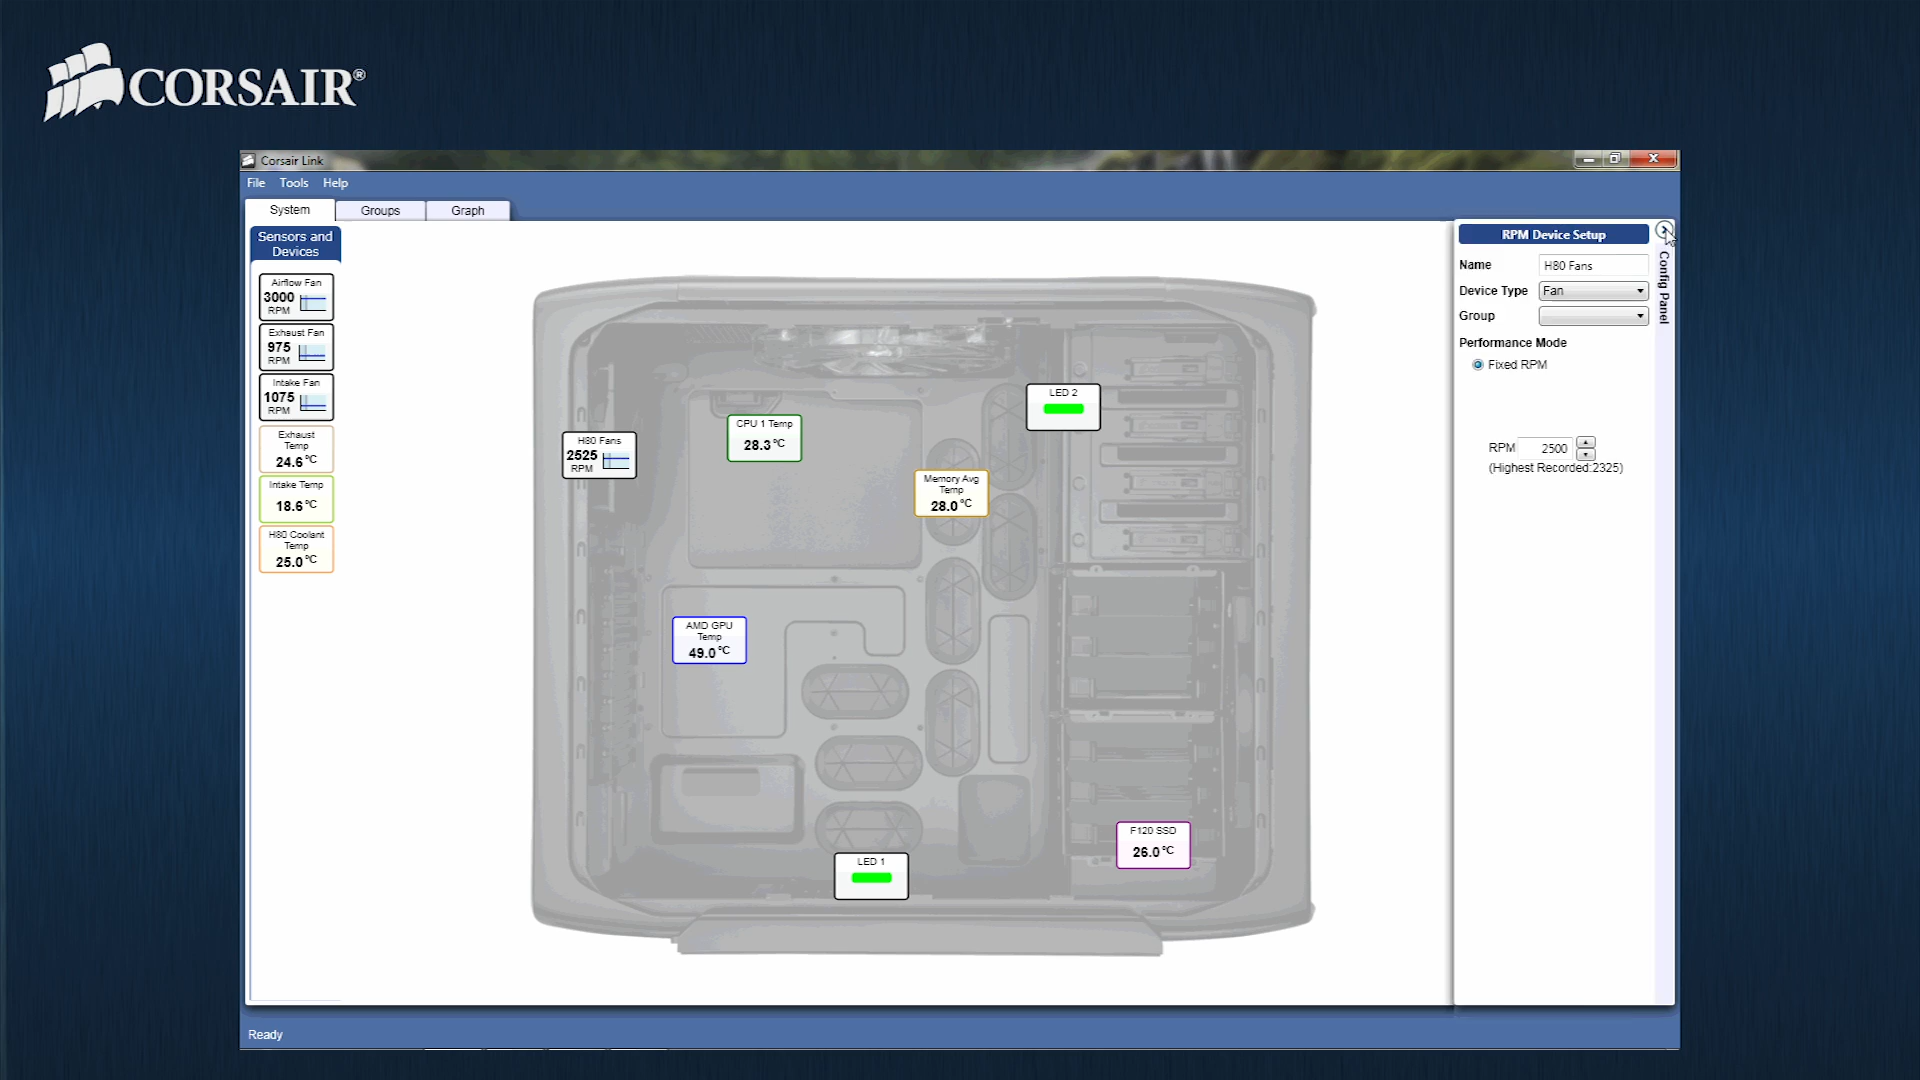 CORSAIR®
Corsair Link
File Tools Help
System Groups Graph
Sensors and
Devices
Airflow Fan
3000
RPM
Exhaust Fan
975
RPM
Intake Fan
1075
RPM
Exhaust
Temp
24.6 °C
Intake Temp
18.6 °C
H80 Coolant
Temp
25.0 °C
H80 Fans
2525
RPM
CPU 1 Temp
28.3 °C
LED 2
Memory Avg
Temp
28.0 °C
AMD GPU
Temp
49.0 °C
F120 SSD
26.0 °C
LED 1
RPM Device Setup
Name H80 Fans
Device Type Fan
Group
Performance Mode
Fixed RPM
RPM 2500
(Highest Recorded:2325)
Config Panel
Ready